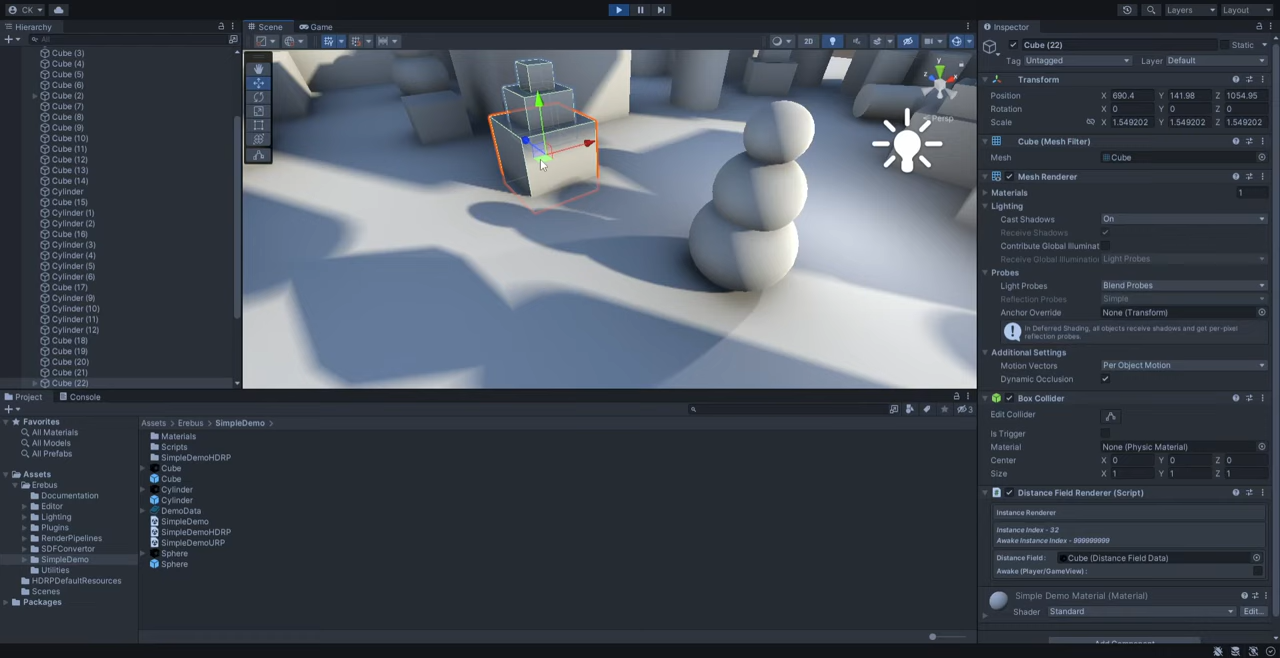 CK
Layers
Layout
Hierarchy
All
Cube (3)
Cube (4)
Cube (5)
Cube (6)
Cube (2)
Cube (7)
Cube (8)
Cube (9)
Cube (10)
Cube (11)
Cube (12)
Cube (13)
Cube (14)
Cylinder
Cube (15)
Cylinder (1)
Cylinder (2)
Cube (16)
Cylinder (3)
Cylinder (4)
Cylinder (5)
Cylinder (6)
Cube (17)
Cylinder (9)
Cylinder (10)
Cylinder (11)
Cylinder (12)
Cube (18)
Cube (19)
Cube (20)
Cube (21)
Cube (22)
Scene
Game
2D
y
x
z
Persp
Inspector
Cube (22)
Static
Tag Untagged Layer Default
Transform
Position X 690.4 Y 141.98 Z 1054.95
Rotation X 0 Y 0 Z 0
Scale X 1.549202 Y 1.549202 Z 1.549202
Cube (Mesh Filter)
Mesh Cube
Mesh Renderer
Materials 1
Lighting
Cast Shadows On
Receive Shadows
Contribute Global Illuminat
Receive Global Illumination Light Probes
Probes
Light Probes Blend Probes
Reflection Probes Simple
Anchor Override None (Transform)
In Deferred Shading, all objects receive shadows and get per-pixel
reflection probes.
Additional Settings
Motion Vectors Per Object Motion
Dynamic Occlusion
Box Collider
Edit Collider
Is Trigger
Material None (Physic Material)
Center X 0 Y 0 Z 0
Size X 1 Y 1 Z 1
Distance Field Renderer (Script)
Instance Renderer
Instance Index - 32
Awake Instance Index - 999999999
Distance Field : Cube (Distance Field Data)
Awake (Player/GameView) :
Simple Demo Material (Material)
Shader Standard Edit...
Add Component
Project
Console
3
Favorites
All Materials
All Models
All Prefabs
Assets
Erebus
Documentation
Editor
Lighting
Plugins
RenderPipelines
SDFConvertor
SimpleDemo
Utilities
HDRPDefaultResources
Scenes
Packages
Assets > Erebus > SimpleDemo >
Materials
Scripts
SimpleDemoHDRP
Cube
Cube
Cylinder
Cylinder
DemoData
SimpleDemo
SimpleDemoHDRP
SimpleDemoURP
Sphere
Sphere